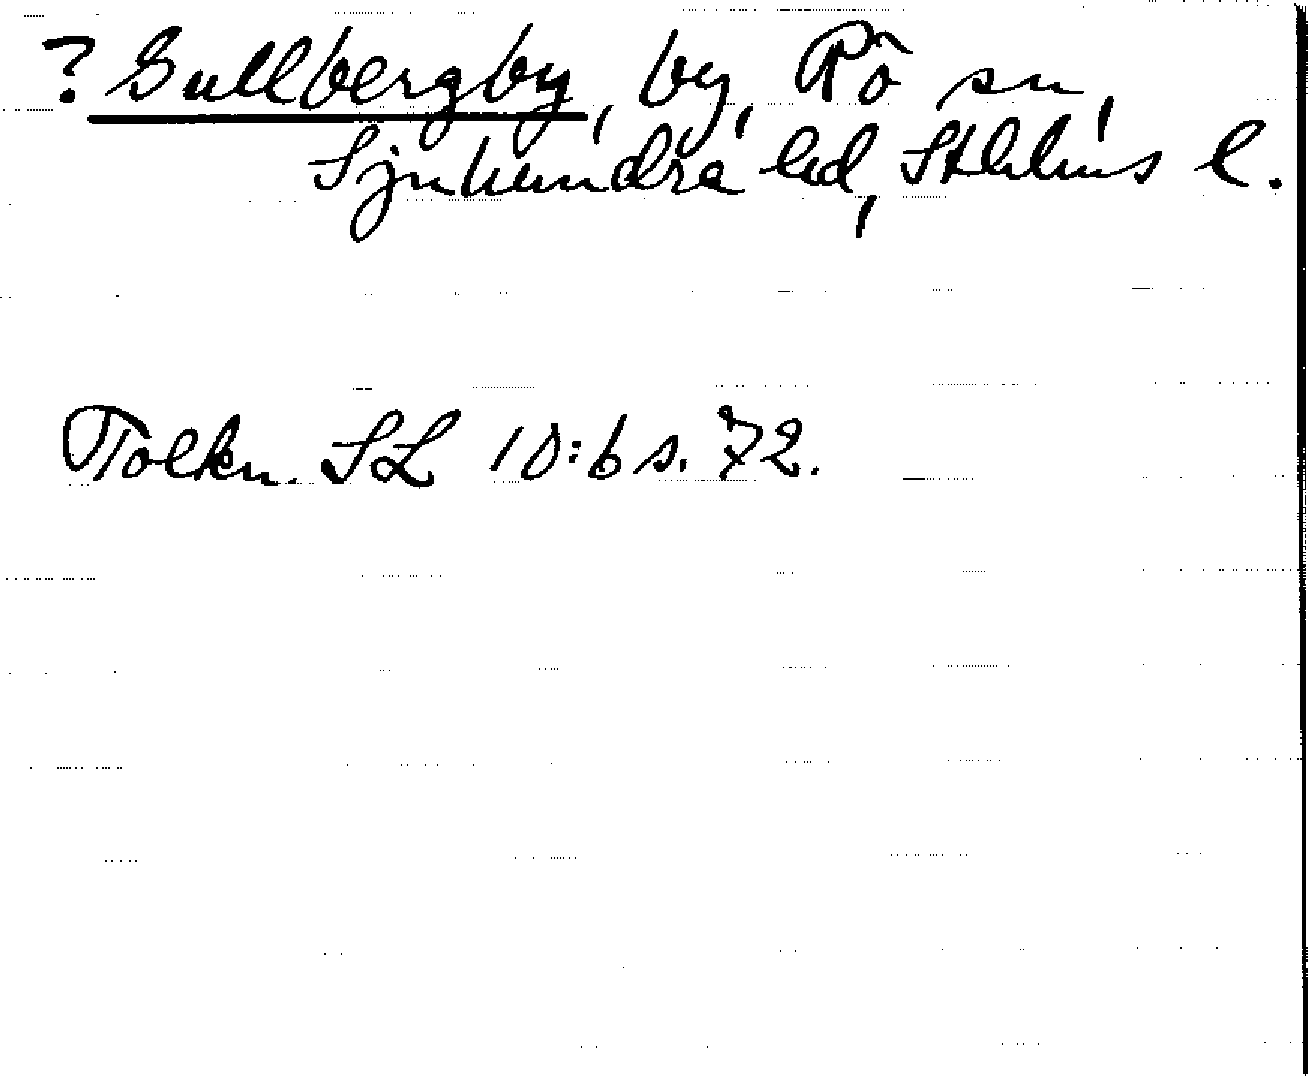 ? Gullbergby, by, Rö sn,
Sjuhundra hd, Sthlms l.
Tolkn. SL 10:6 s. 72.